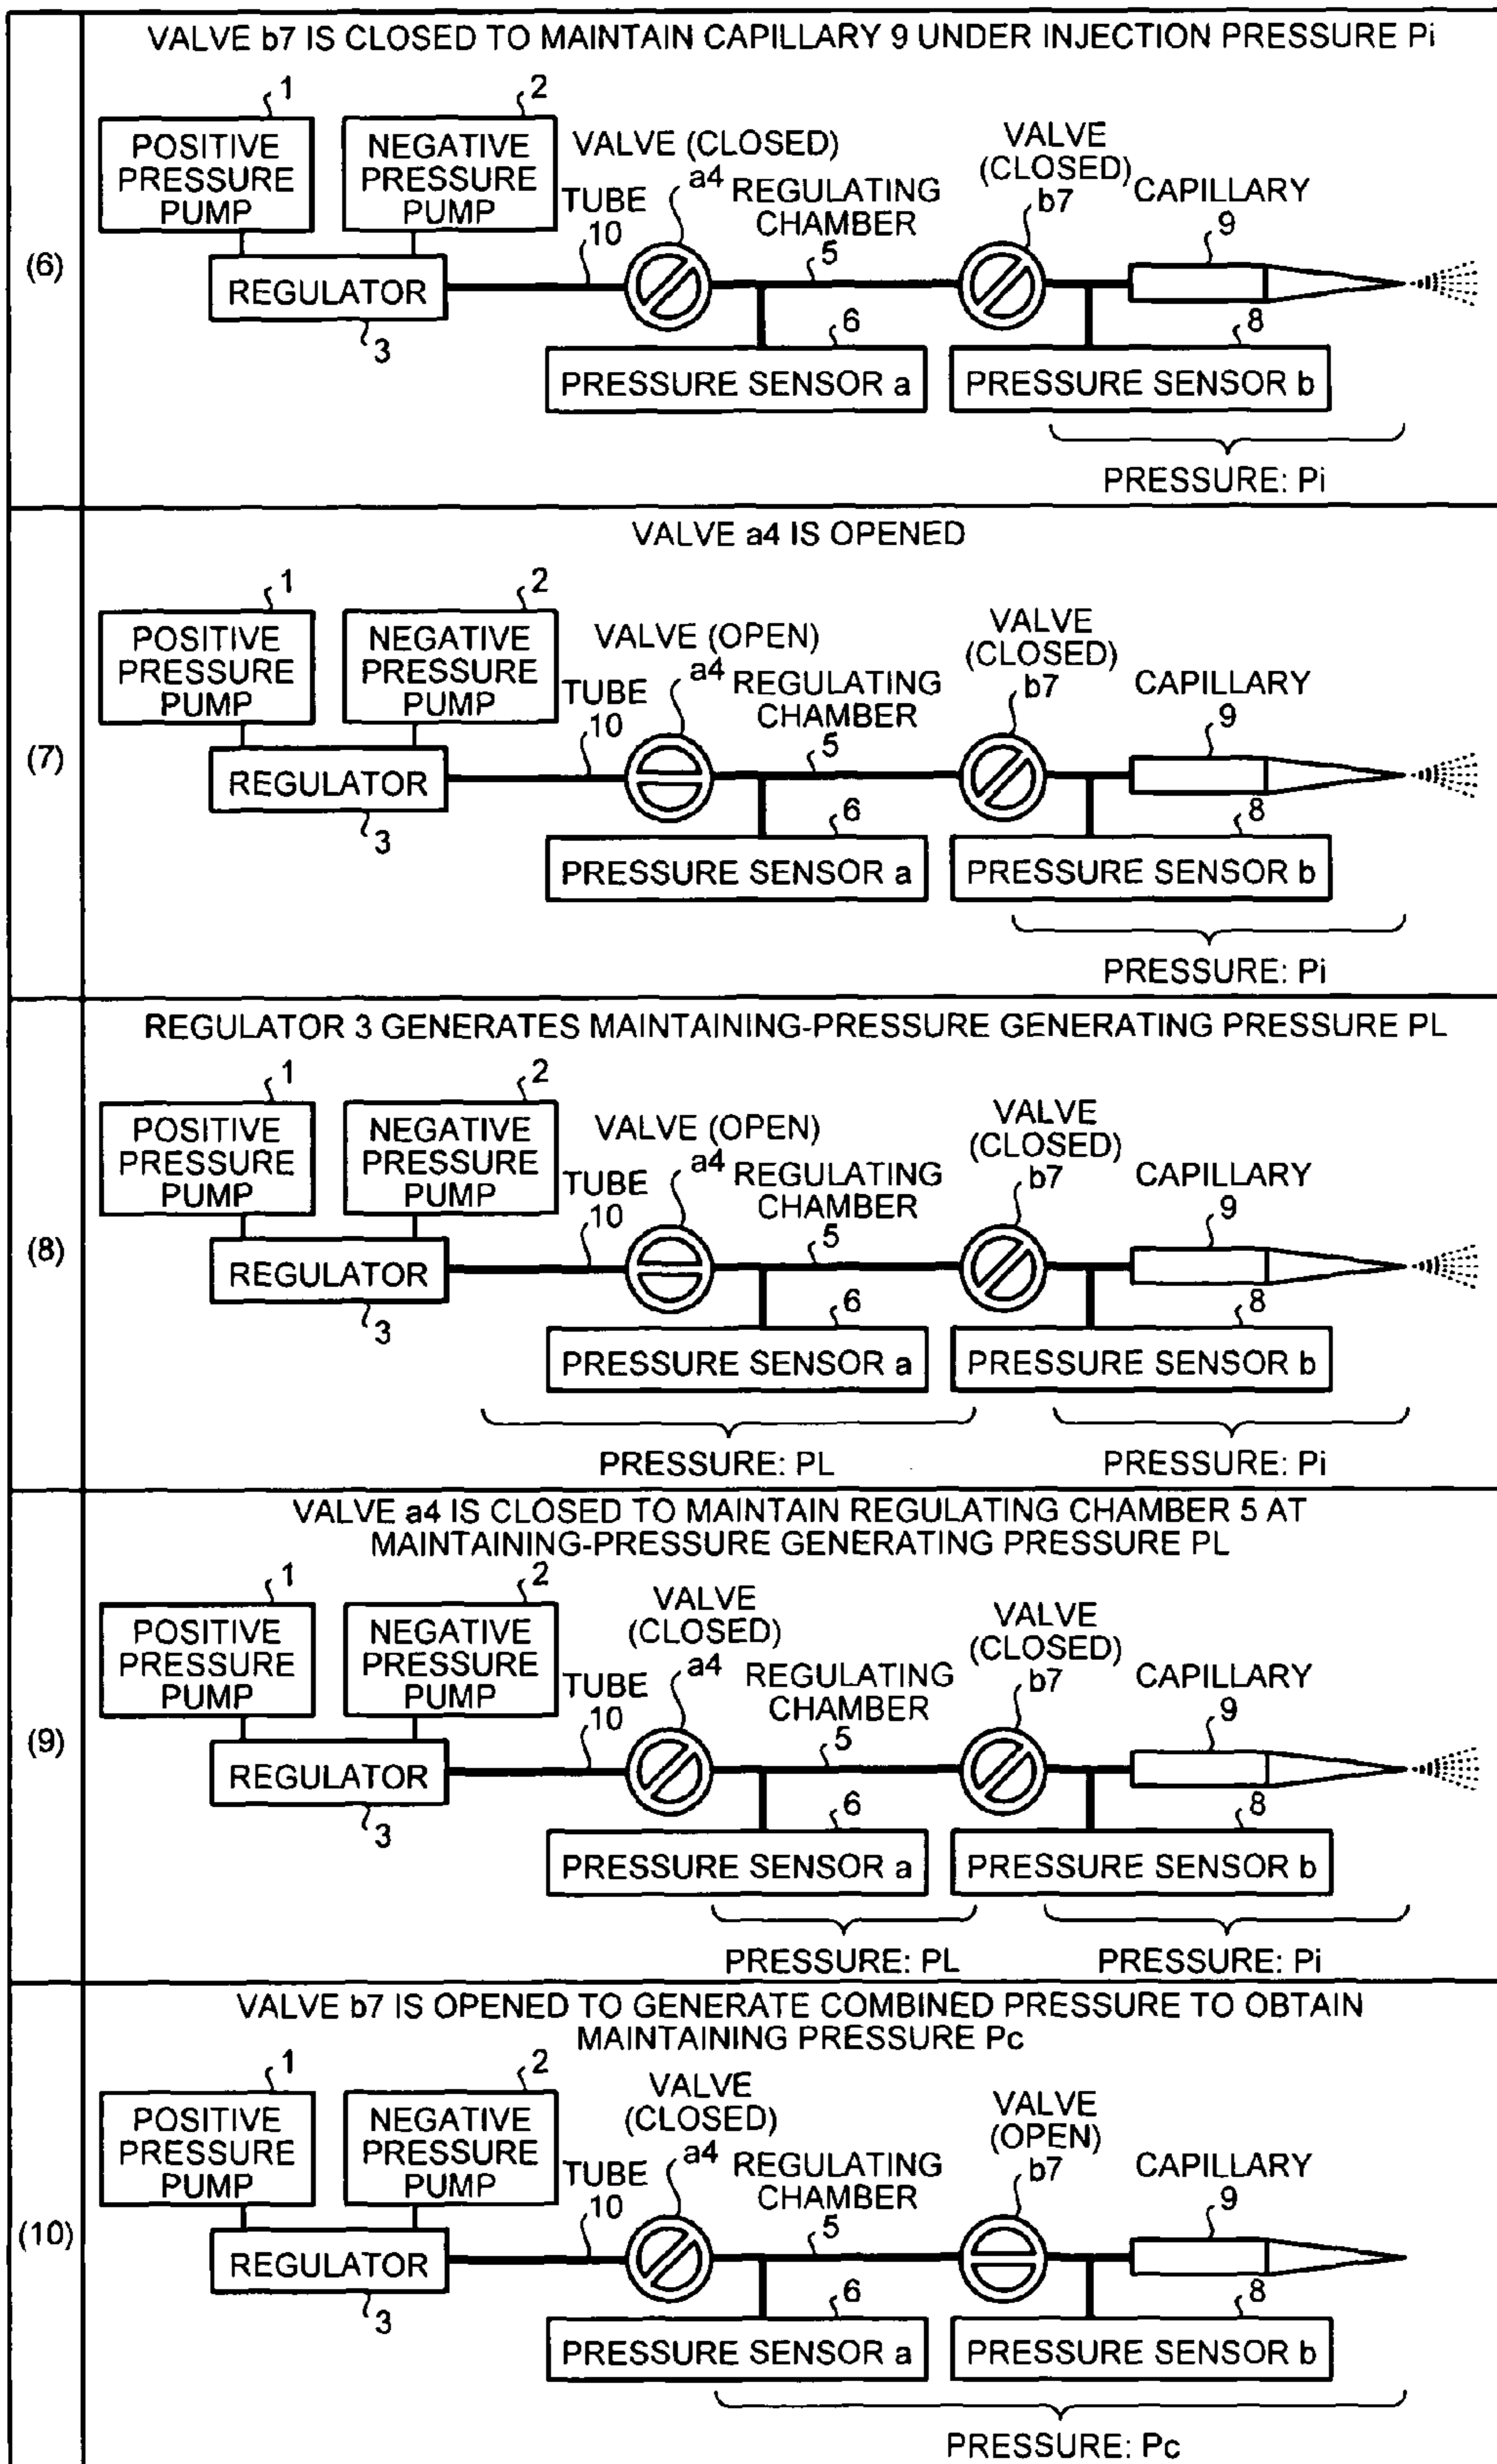 (6)
VALVE b7 IS CLOSED TO MAINTAIN CAPILLARY 9 UNDER INJECTION PRESSURE Pi
1
2
POSITIVE
PRESSURE
PUMP
NEGATIVE
PRESSURE
PUMP
REGULATOR
3
TUBE
10
VALVE (CLOSED)
a4
REGULATING
CHAMBER
5
VALVE
(CLOSED)
b7
CAPILLARY
9
6
PRESSURE SENSOR a
8
PRESSURE SENSOR b
PRESSURE: Pi
(7)
VALVE a4 IS OPENED
1
2
POSITIVE
PRESSURE
PUMP
NEGATIVE
PRESSURE
PUMP
REGULATOR
3
TUBE
10
VALVE (OPEN)
a4
REGULATING
CHAMBER
5
VALVE
(CLOSED)
b7
CAPILLARY
9
6
PRESSURE SENSOR a
8
PRESSURE SENSOR b
PRESSURE: Pi
(8)
REGULATOR 3 GENERATES MAINTAINING-PRESSURE GENERATING PRESSURE PL
1
2
POSITIVE
PRESSURE
PUMP
NEGATIVE
PRESSURE
PUMP
REGULATOR
3
TUBE
10
VALVE (OPEN)
a4
REGULATING
CHAMBER
5
VALVE
(CLOSED)
b7
CAPILLARY
9
6
PRESSURE SENSOR a
8
PRESSURE SENSOR b
PRESSURE: PL
PRESSURE: Pi
(9)
VALVE a4 IS CLOSED TO MAINTAIN REGULATING CHAMBER 5 AT
MAINTAINING-PRESSURE GENERATING PRESSURE PL
1
2
POSITIVE
PRESSURE
PUMP
NEGATIVE
PRESSURE
PUMP
REGULATOR
3
TUBE
10
VALVE
(CLOSED)
a4
REGULATING
CHAMBER
5
VALVE
(CLOSED)
b7
CAPILLARY
9
6
PRESSURE SENSOR a
8
PRESSURE SENSOR b
PRESSURE: PL
PRESSURE: Pi
(10)
VALVE b7 IS OPENED TO GENERATE COMBINED PRESSURE TO OBTAIN
MAINTAINING PRESSURE Pc
1
2
POSITIVE
PRESSURE
PUMP
NEGATIVE
PRESSURE
PUMP
REGULATOR
3
TUBE
10
VALVE
(CLOSED)
a4
REGULATING
CHAMBER
5
VALVE
(OPEN)
b7
CAPILLARY
9
6
PRESSURE SENSOR a
8
PRESSURE SENSOR b
PRESSURE: Pc